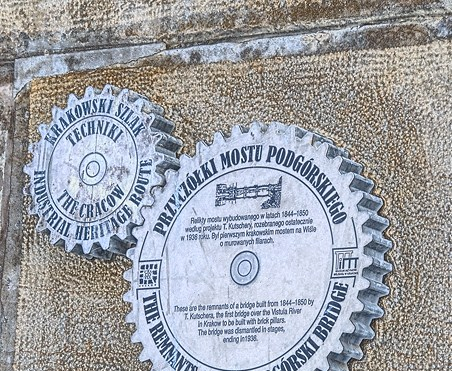 KRAKOWSKI SZLAK
TECHNIKI
THE CRACOW
INDUSTRIAL HERITAGE ROUTE
PRZYCZÓŁKI MOSTU PODGÓRSKIEGO
Relikty mostu wybudowanego w latach 1844–1850
według projektu T. Kutschery, rozebranego ostatecznie
w 1936 roku. Był pierwszym krakowskim mostem na Wiśle
o murowanych filarach.
These are the remnants of a bridge built from 1844–1850 by
T. Kutschera, the first bridge over the Vistula River
in Krakow to be built with brick pillars.
The bridge was dismantled in stages,
ending in1936.
THE REMNANTS
GÓRSKI BRIDGE